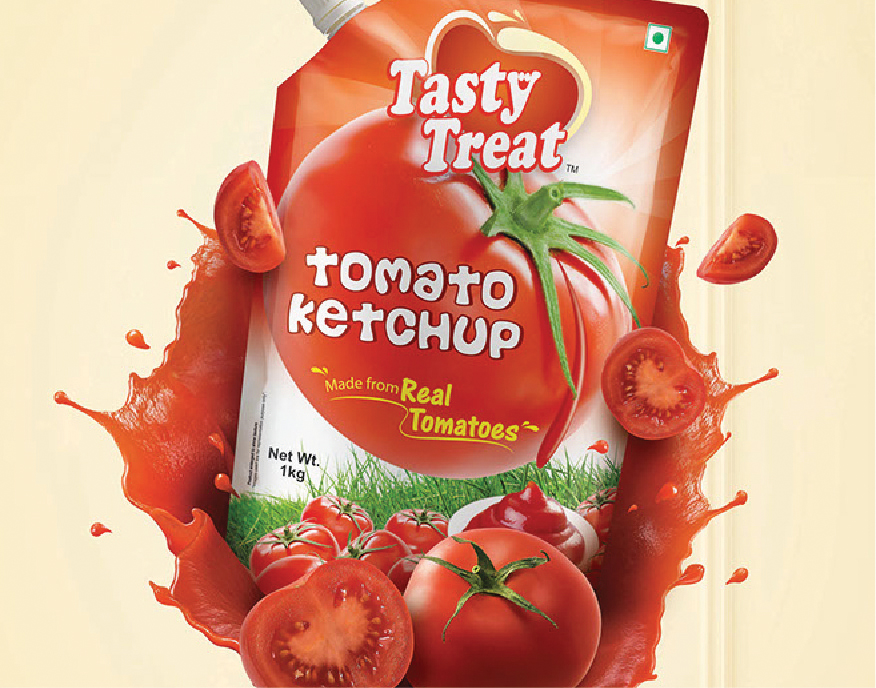 Tasty
Treat
TM
tomato
ketchup
Made from Real
Tomatoes
Net Wt.
1kg